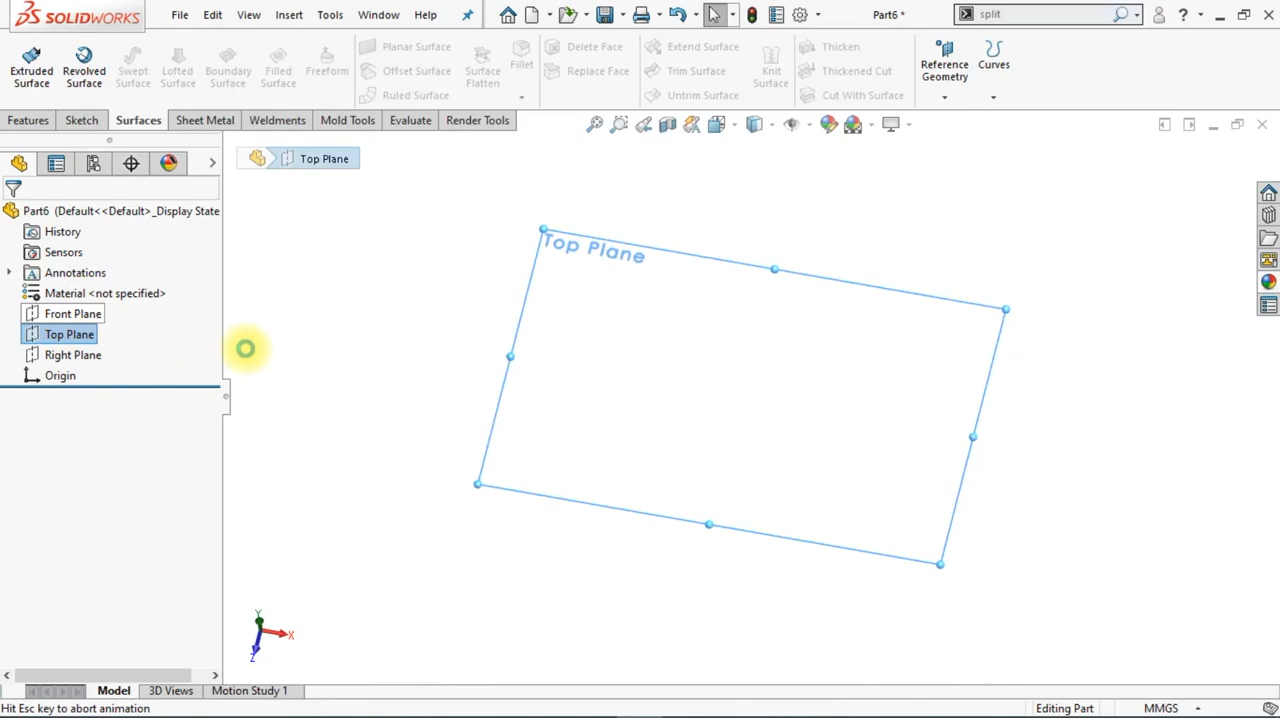 SOLIDWORKS
File Edit View Insert Tools Window Help
Part6 *
split
Extruded Surface
Revolved Surface
Swept Surface
Lofted Surface
Boundary Surface
Filled Surface
Freeform
Planar Surface
Offset Surface
Ruled Surface
Surface Flatten
Fillet
Delete Face
Replace Face
Extend Surface
Trim Surface
Untrim Surface
Knit Surface
Thicken
Thickened Cut
Cut With Surface
Reference Geometry
Curves
Features Sketch Surfaces Sheet Metal Weldments Mold Tools Evaluate Render Tools
Top Plane
Part6 (Default<<Default>_Display State
History
Sensors
Annotations
Material <not specified>
Front Plane
Top Plane
Right Plane
Origin
Top Plane
Y
X
Z
Model 3D Views Motion Study 1
Hit Esc key to abort animation
Editing Part
MMGS